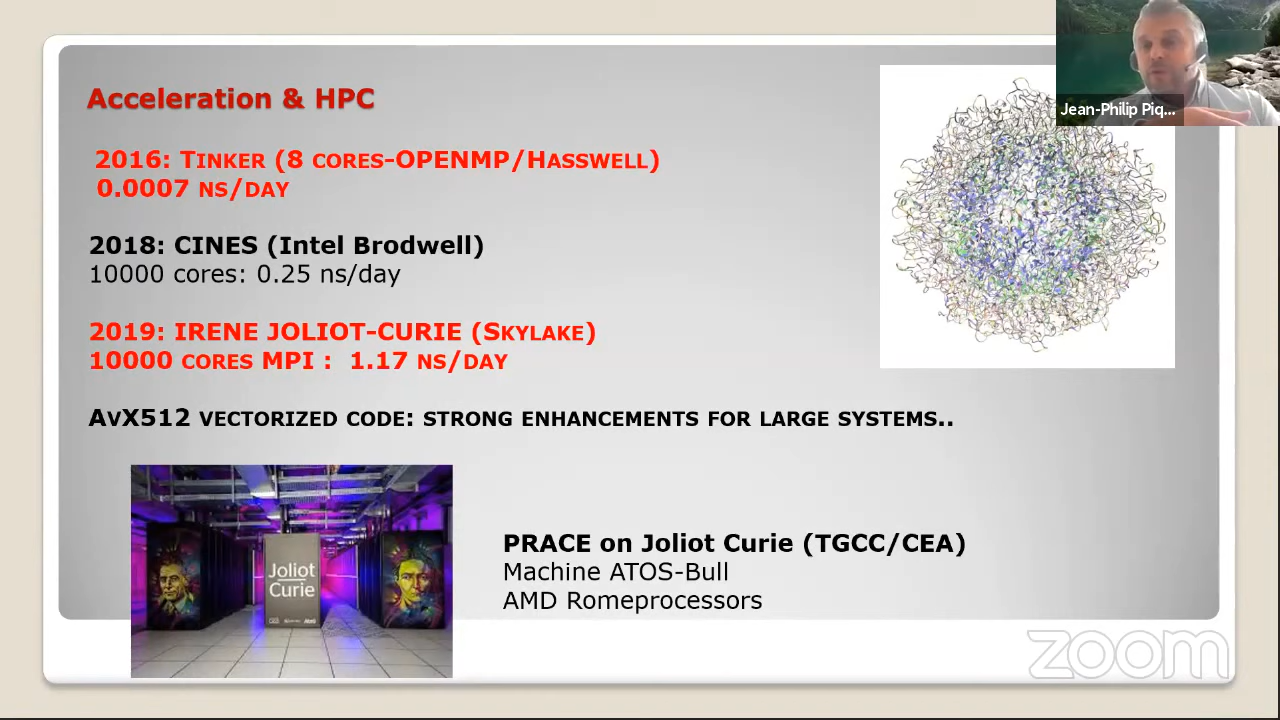 Acceleration & HPC
2016: TINKER (8 CORES-OPENMP/HASSWELL)
0.0007 NS/DAY
2018: CINES (Intel Brodwell)
10000 cores: 0.25 ns/day
2019: IRENE JOLIOT-CURIE (SKYLAKE)
10000 CORES MPI : 1.17 NS/DAY
AVX512 VECTORIZED CODE: STRONG ENHANCEMENTS FOR LARGE SYSTEMS..
PRACE on Joliot Curie (TGCC/CEA)
Machine ATOS-Bull
AMD Romeprocessors
Joliot
Curie
Jean-Philip Piq...
zoom